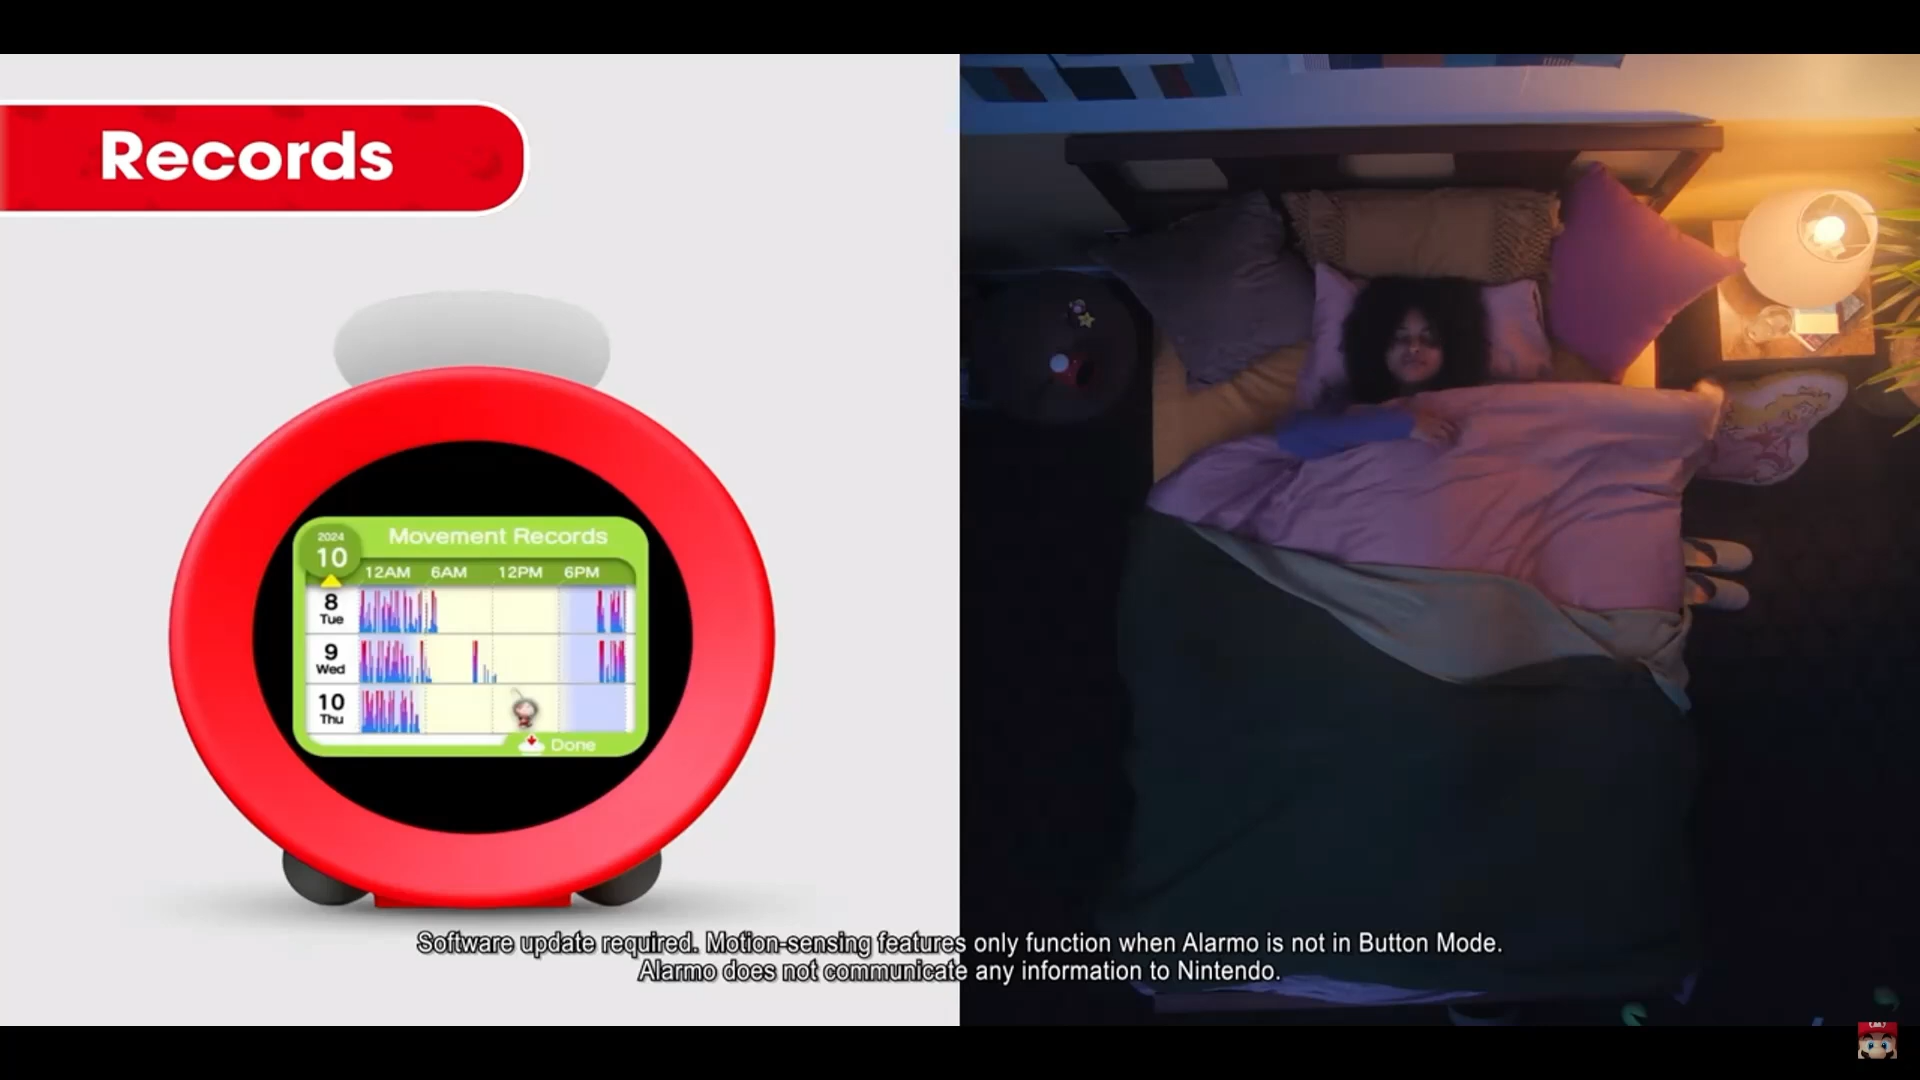 Records
2024
10
Movement Records
12AM 6AM 12PM 6PM
8
Tue
9
Wed
10
Thu
Done
Software update required. Motion-sensing features only function when Alarmo is not in Button Mode.
Alarmo does not communicate any information to Nintendo.